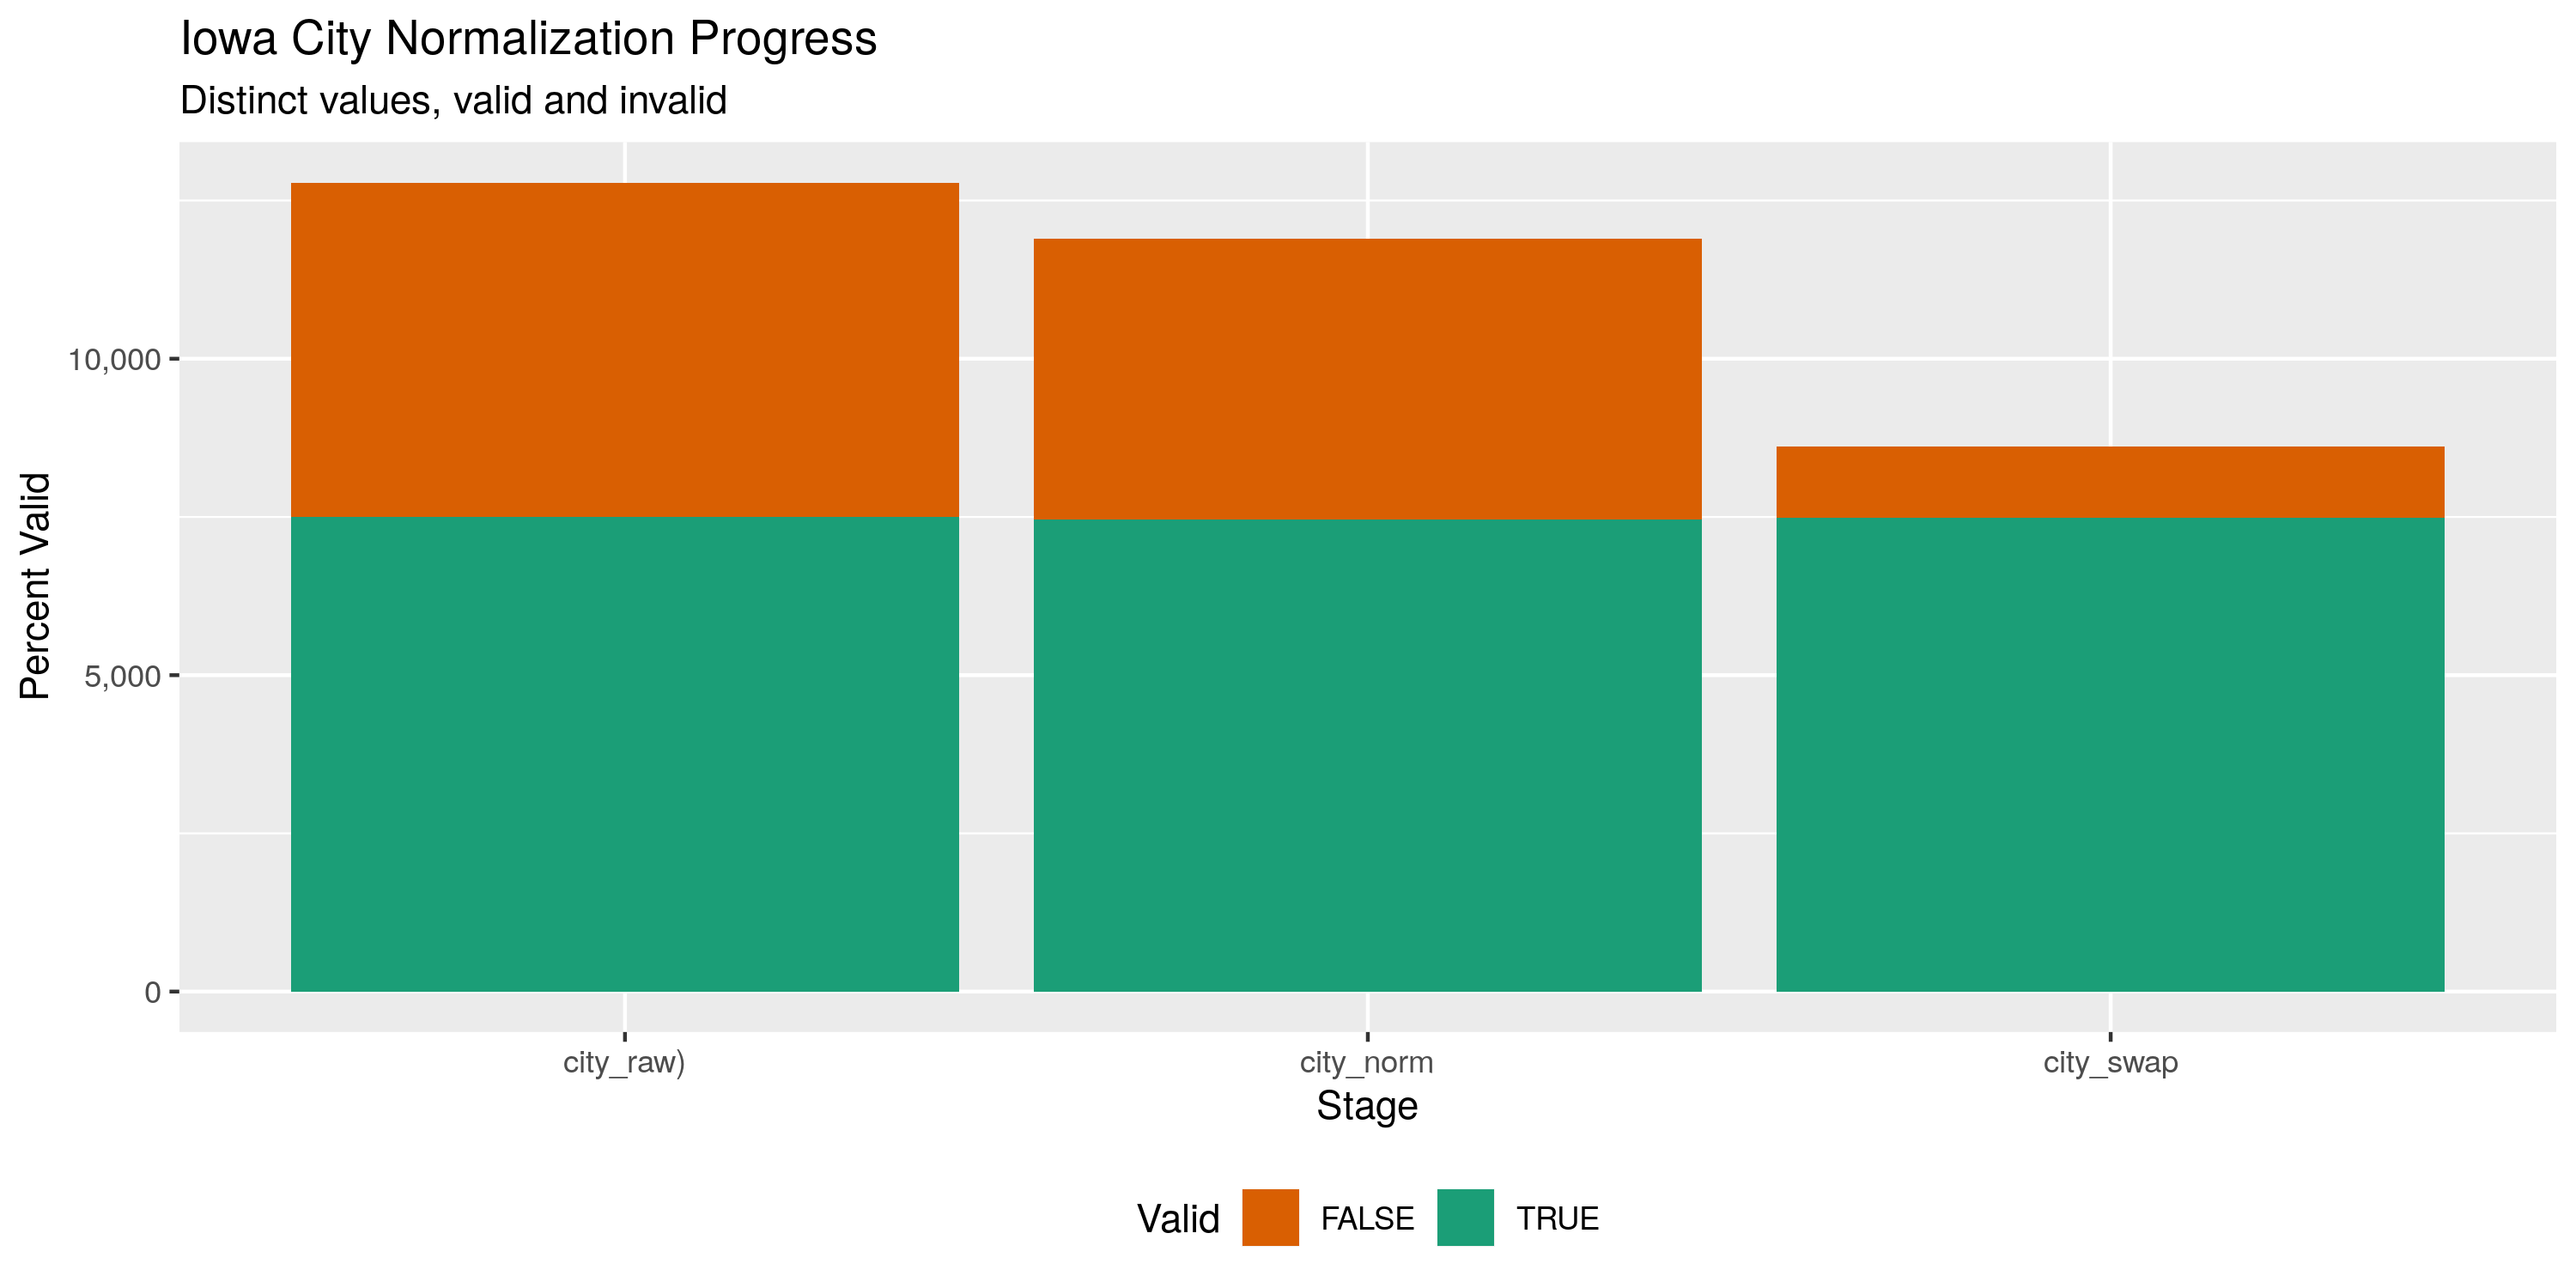 Iowa City Normalization Progress
Distinct values, valid and invalid
Percent Valid
10,000
5,000
0
city_raw)
city_norm
city_swap
Stage
Valid
FALSE
TRUE